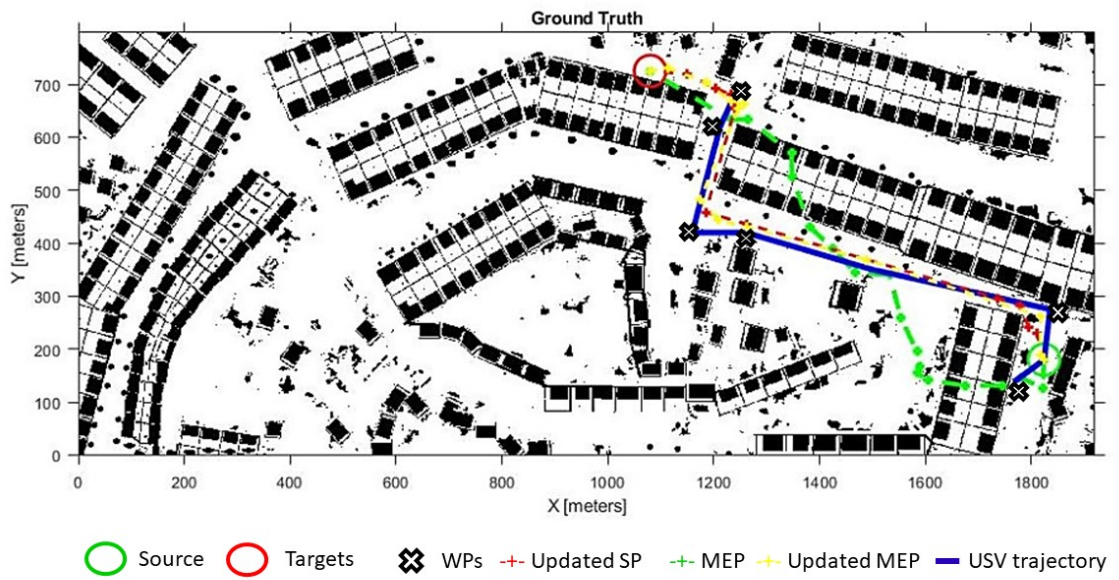 Ground Truth
700
600
500
400
300
200
100
0
Y [meters]
0 200 400 600 800 1000 1200 1400 1600 1800
X [meters]
Source Targets WPs Updated SP MEP Updated MEP USV trajectory